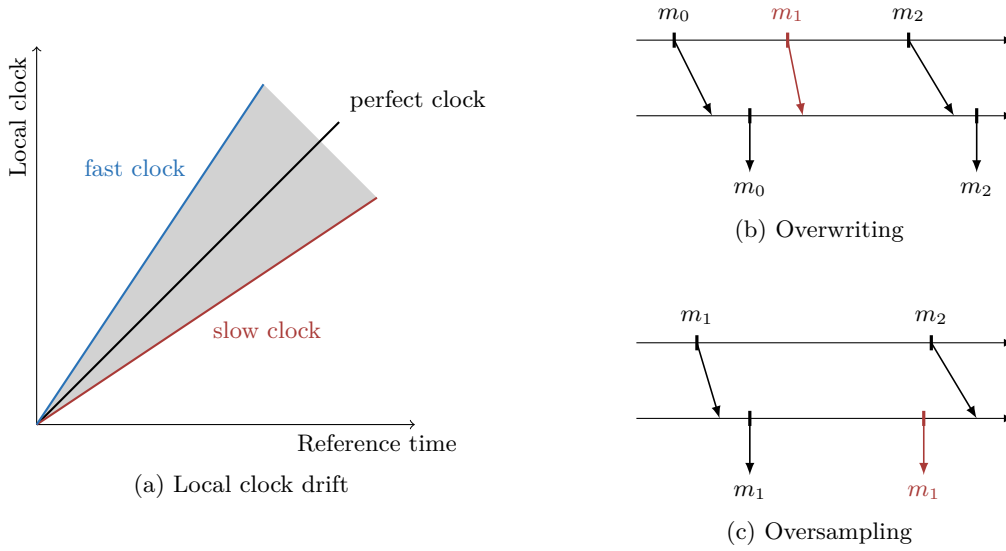 Local clock
perfect clock
fast clock
slow clock
Reference time
(a) Local clock drift
m₀ m₁ m₂
m₀ m₂
(b) Overwriting
m₁ m₂
m₁ m₁
(c) Oversampling